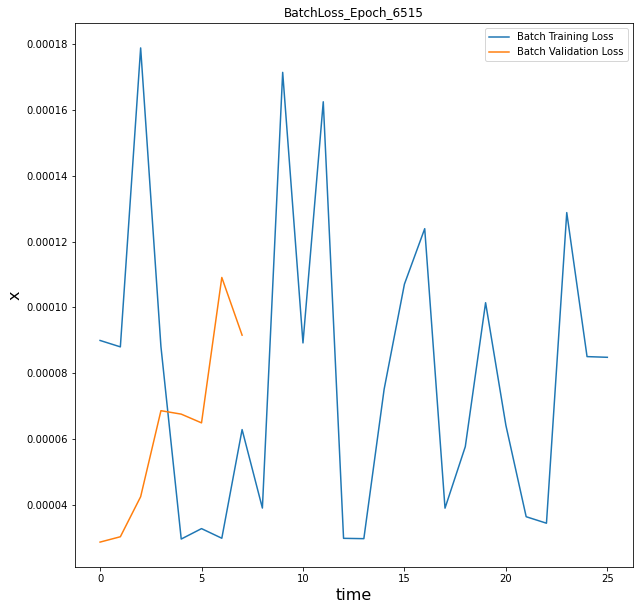 BatchLoss_Epoch_6515
Batch Training Loss
Batch Validation Loss
0.00018
0.00016
0.00014
0.00012
0.00010
0.00008
0.00006
0.00004
x
0 5 10 15 20 25
time